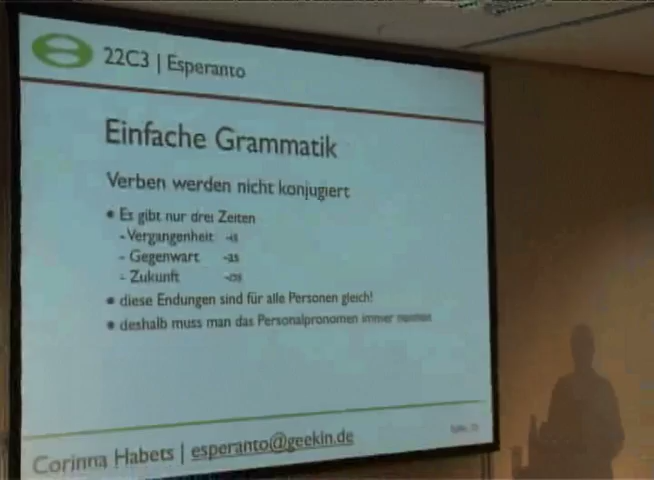 22C3 | Esperanto
Einfache Grammatik
Verben werden nicht konjugiert
• Es gibt nur drei Zeiten
- Vergangenheit -is
- Gegenwart -as
- Zukunft -os
• diese Endungen sind für alle Personen gleich!
• deshalb muss man das Personalpronomen immer
Corinna Habets | esperanto@geekin.de